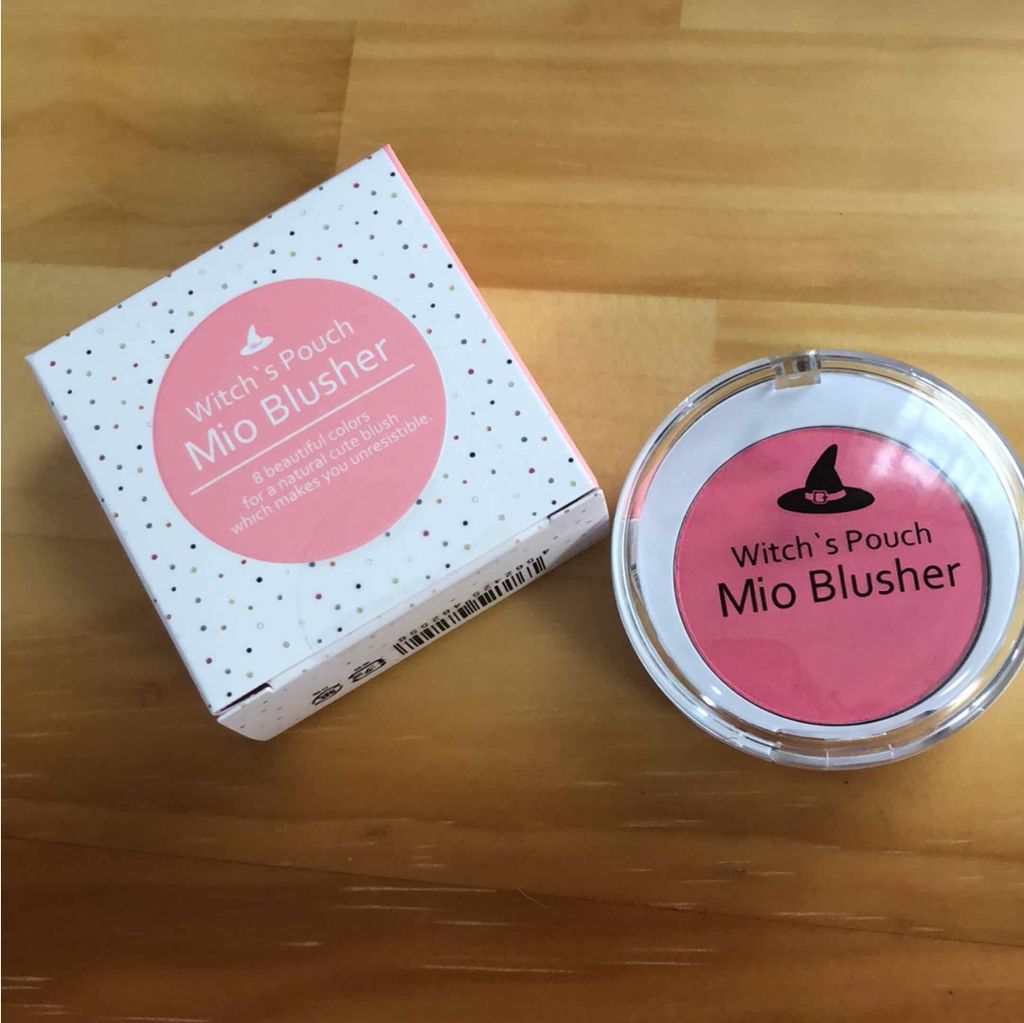 Witch`s Pouch
Mio Blusher
8 beautiful colors
for a natural cute blush
which makes you unresistible.
Witch`s Pouch
Mio Blusher